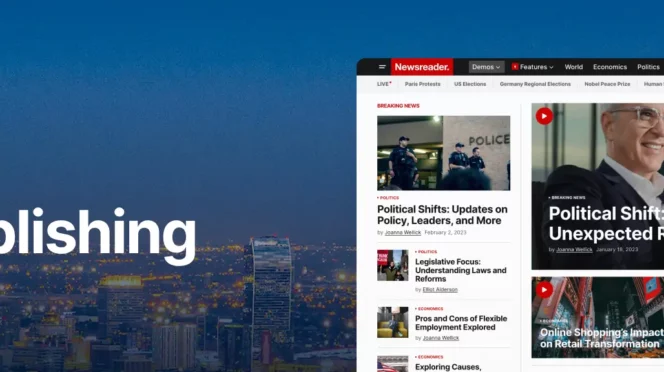 blishing
Newsreader.
Demos
Features
World
Economics
Politics
LIVE
Paris Protests
US Elections
Germany Regional Elections
Nobel Peace Prize
Human
BREAKING NEWS
POLICE
POLITICS
Political Shifts: Updates on
Policy, Leaders, and More
by Joanna Wellick February 2, 2023
POLITICS
Legislative Focus:
Understanding Laws and
Reforms
by Elliot Alderson
ECONOMICS
Pros and Cons of Flexible
Employment Explored
by Joanna Wellick
ECONOMICS
Exploring Causes,
BREAKING NEWS
Political Shift:
Unexpected R
by Joanna Wellick January 18, 2023
ECONOMICS
Online Shopping's Impact
on Retail Transformation